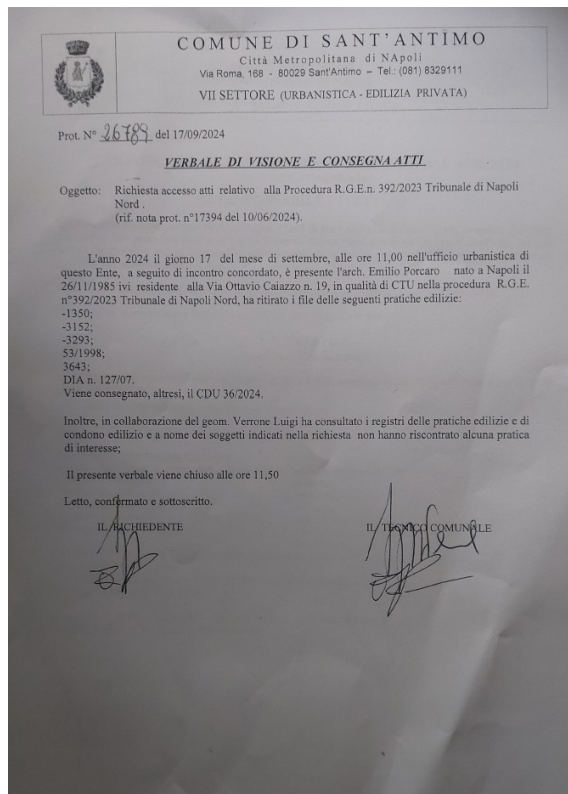 COMUNE DI SANT'ANTIMO
Città Metropolitana di NApoli
Via Roma, 168 - 80029 Sant'Antimo – Tel.: (081) 8329111
VII SETTORE (URBANISTICA - EDILIZIA PRIVATA)
Prot. N° 26789 del 17/09/2024
VERBALE DI VISIONE E CONSEGNA ATTI
Oggetto: Richiesta accesso atti relativo alla Procedura R.G.E.n. 392/2023 Tribunale di Napoli
Nord .
(rif. nota prot. n°17394 del 10/06/2024).
L'anno 2024 il giorno 17 del mese di settembre, alle ore 11,00 nell'ufficio urbanistica di
questo Ente, a seguito di incontro concordato, è presente l'arch. Emilio Porcaro nato a Napoli il
26/11/1985 ivi residente alla Via Ottavio Caiazzo n. 19, in qualità di CTU nella procedura R.G.E.
n°392/2023 Tribunale di Napoli Nord, ha ritirato i file delle seguenti pratiche edilizie:
-1350;
-3152;
-3293;
53/1998;
3643;
DIA n. 127/07.
Viene consegnato, altresi, il CDU 36/2024.
Inoltre, in collaborazione del geom. Verrone Luigi ha consultato i registri delle pratiche edilizie e di
condono edilizio e a nome dei soggetti indicati nella richiesta non hanno riscontrato alcuna pratica
di interesse;
Il presente verbale viene chiuso alle ore 11,50
Letto, confermato e sottoscritto.
IL RICHIEDENTE IL TECNICO COMUNALE